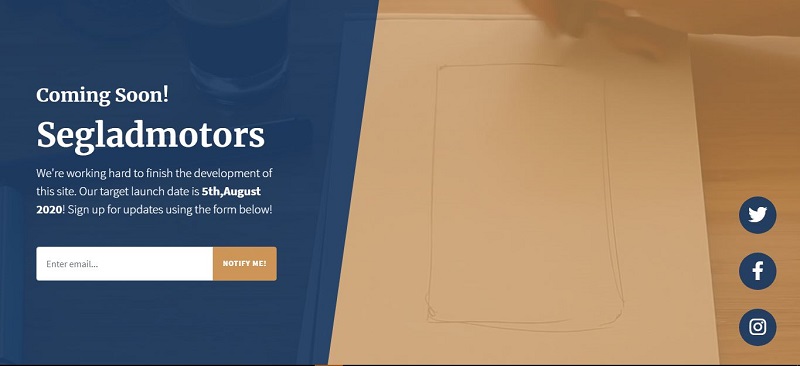 Coming Soon!
Segladmotors
We're working hard to finish the development of
this site. Our target launch date is 5th,August
2020! Sign up for updates using the form below!
Enter email...
NOTIFY ME!